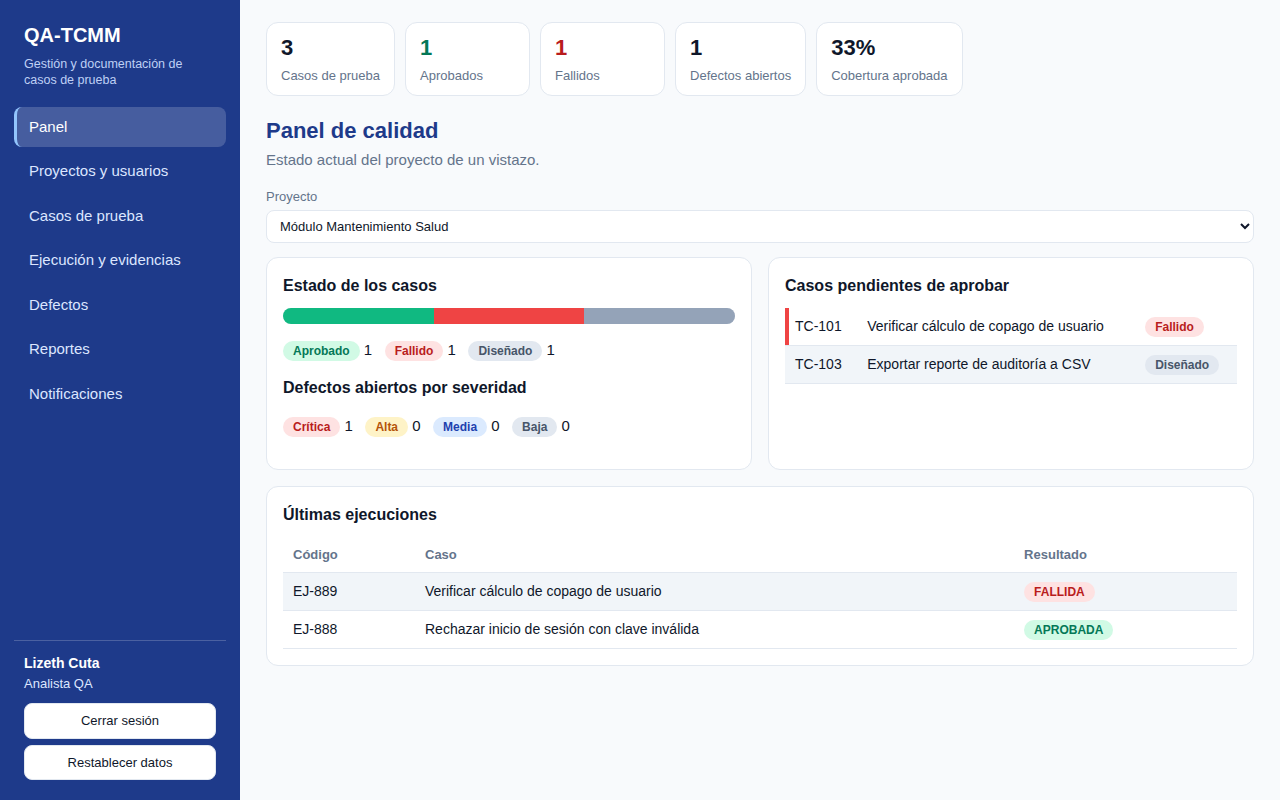 QA-TCMM
Gestión y documentación de
casos de prueba
Panel
Proyectos y usuarios
Casos de prueba
Ejecución y evidencias
Defectos
Reportes
Notificaciones
Lizeth Cuta
Analista QA
Cerrar sesión
Restablecer datos
3
Casos de prueba
1
Aprobados
1
Fallidos
1
Defectos abiertos
33%
Cobertura aprobada
Panel de calidad
Estado actual del proyecto de un vistazo.
Proyecto
Módulo Mantenimiento Salud
Estado de los casos
Aprobado 1 Fallido 1 Diseñado 1
Defectos abiertos por severidad
Crítica 1 Alta 0 Media 0 Baja 0
Casos pendientes de aprobar
TC-101 Verificar cálculo de copago de usuario Fallido
TC-103 Exportar reporte de auditoría a CSV Diseñado
Últimas ejecuciones
Código Caso Resultado
EJ-889 Verificar cálculo de copago de usuario FALLIDA
EJ-888 Rechazar inicio de sesión con clave inválida APROBADA